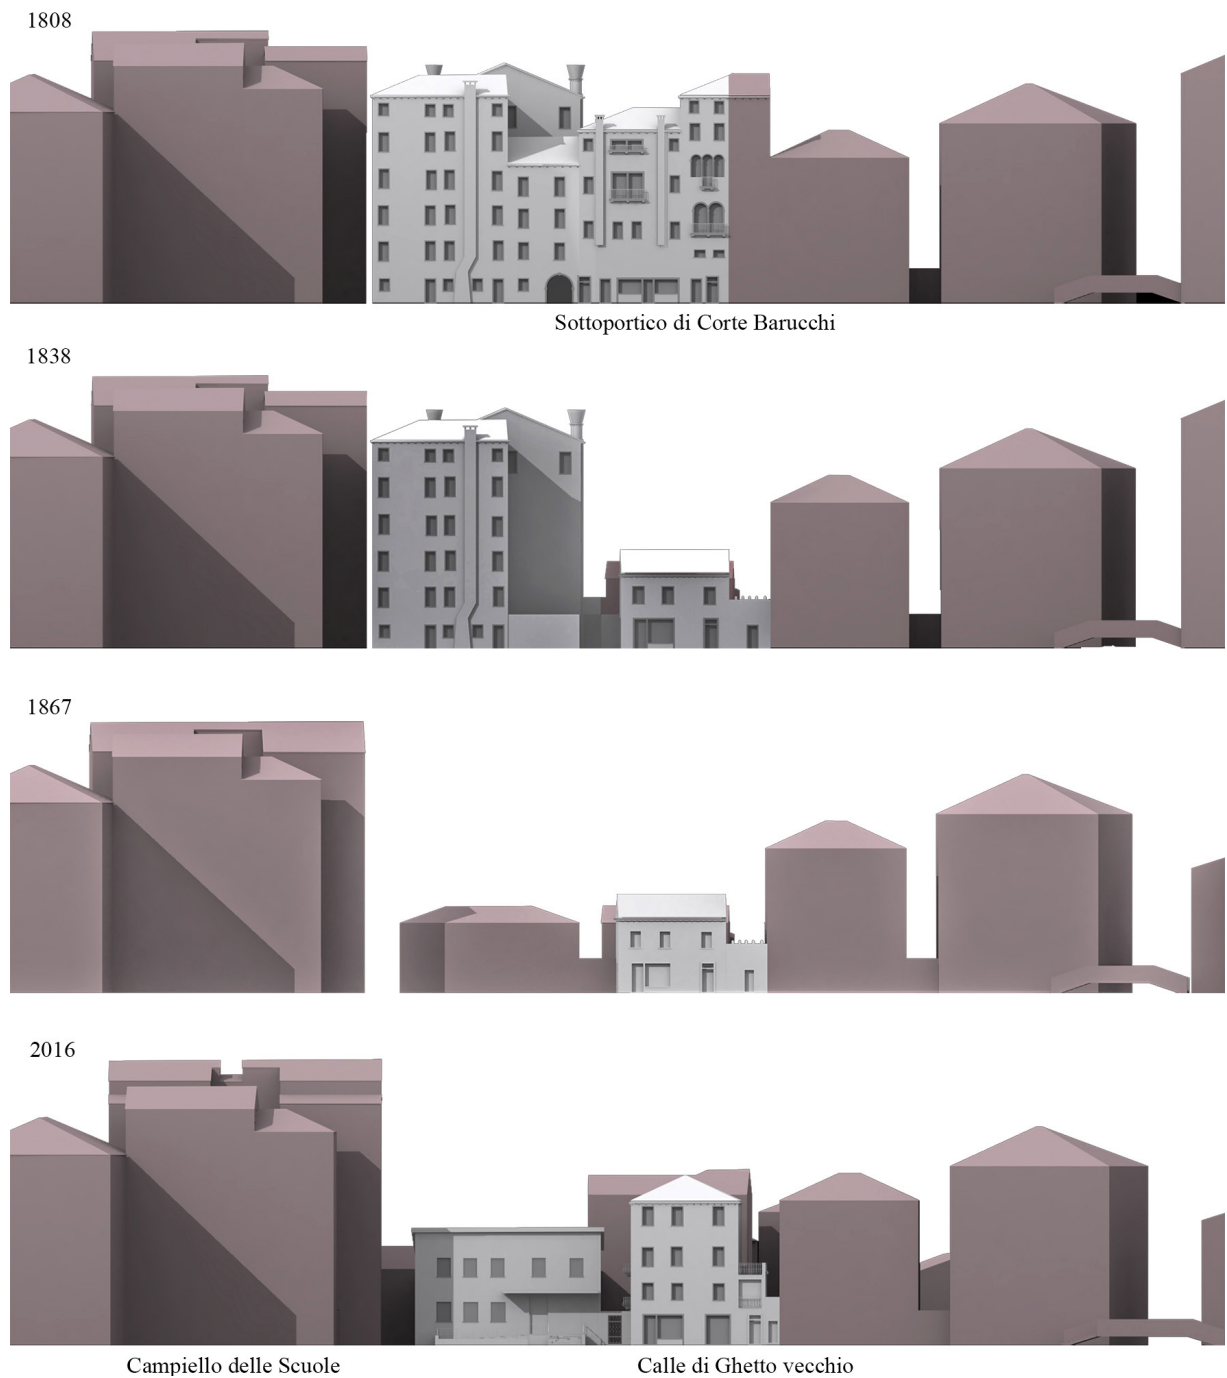 1808
Sottoportico di Corte Barucchi
1838
1867
2016
Campiello delle Scuole
Calle di Ghetto vecchio